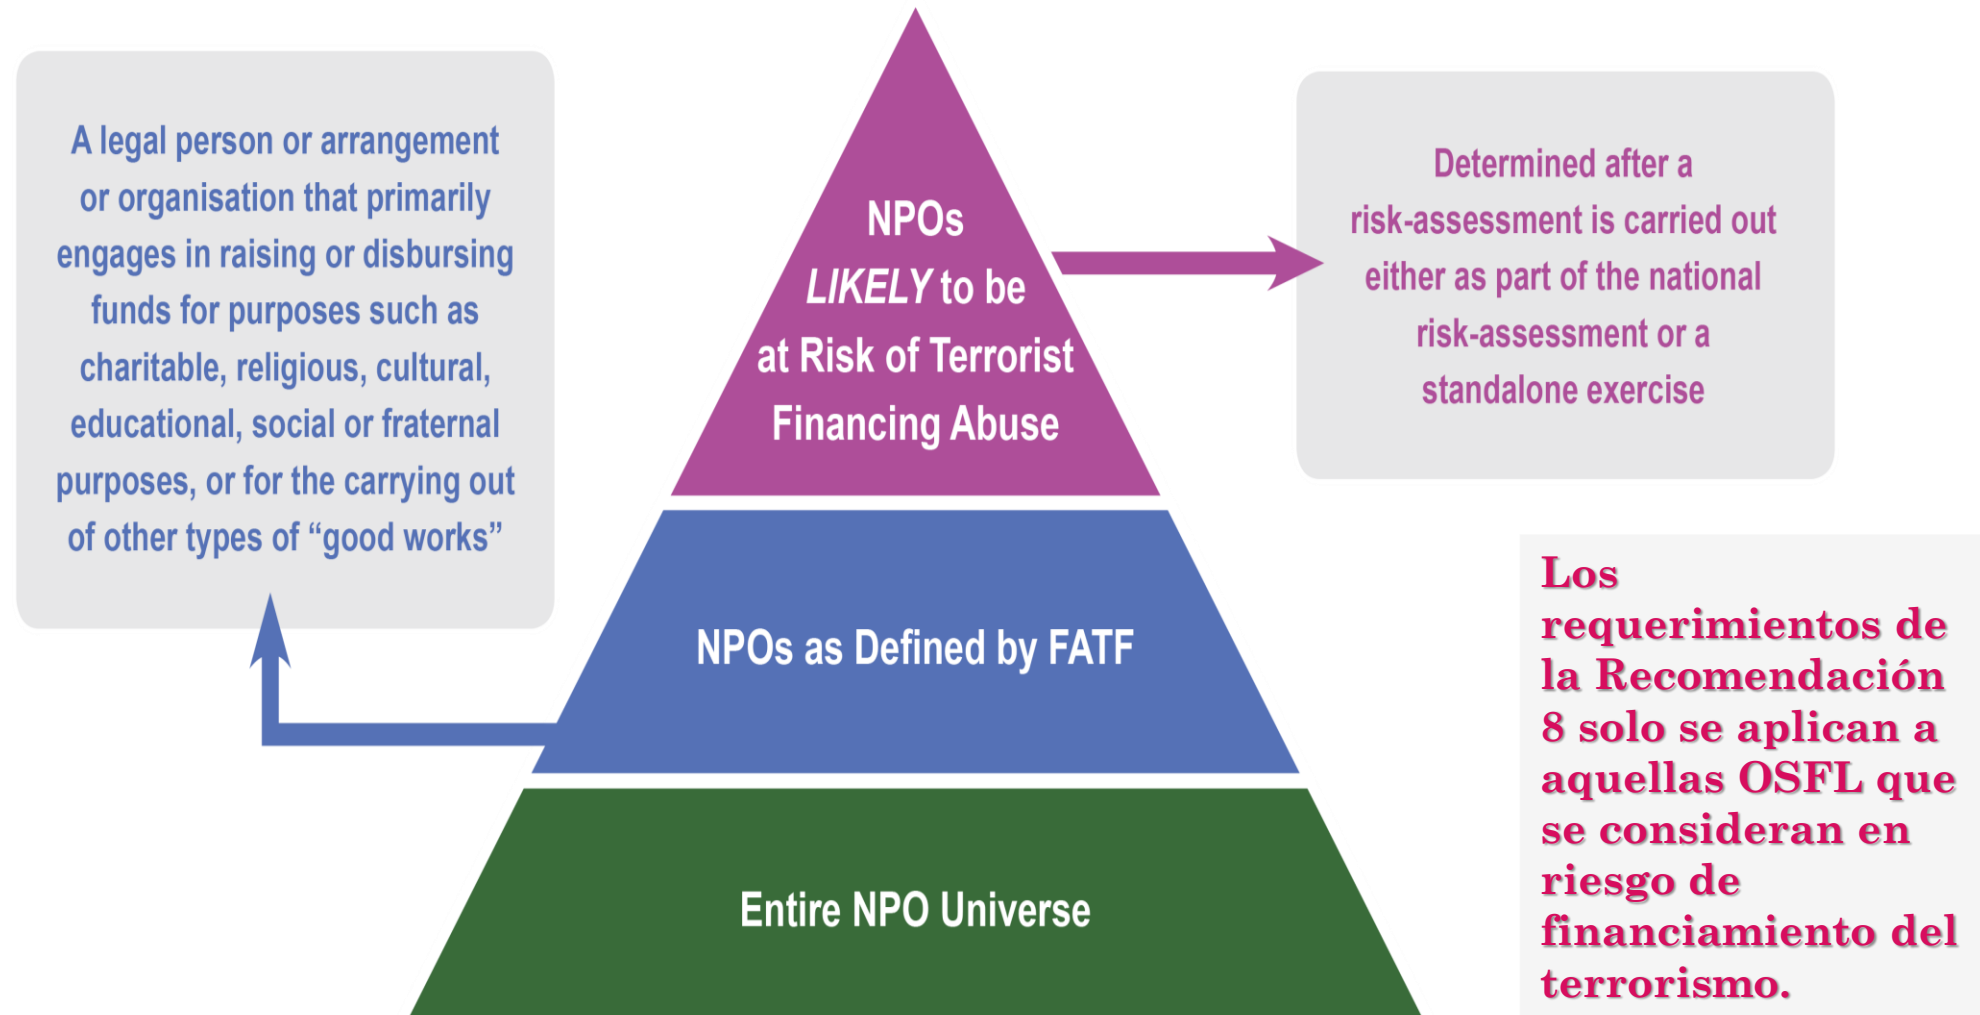 A legal person or arrangement
or organisation that primarily
engages in raising or disbursing
funds for purposes such as
charitable, religious, cultural,
educational, social or fraternal
purposes, or for the carrying out
of other types of “good works”
NPOs
LIKELY to be
at Risk of Terrorist
Financing Abuse
Determined after a
risk-assessment is carried out
either as part of the national
risk-assessment or a
standalone exercise
NPOs as Defined by FATF
Entire NPO Universe
Los
requerimientos de
la Recomendación
8 solo se aplican a
aquellas OSFL que
se consideran en
riesgo de
financiamiento del
terrorismo.